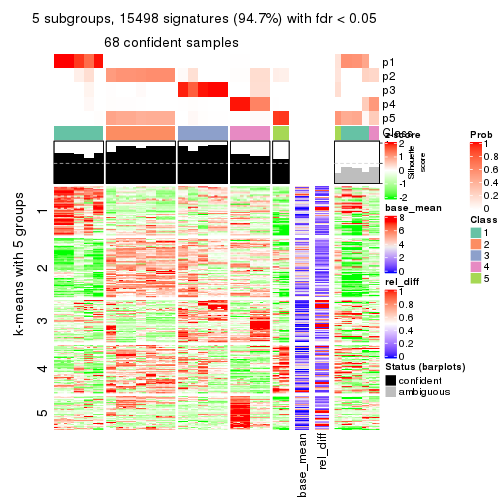 5 subgroups, 15498 signatures (94.7%) with fdr < 0.05
68 confident samples
p1
p2
p3
p4
p5
Class
z-score
2
1
0
-1
-2
Silhouette
score
base_mean
8
6
4
2
0
rel_diff
1
0.8
0.6
0.4
0.2
0
Status (barplots)
confident
ambiguous
Prob
1
0.8
0.6
0.4
0.2
0
Class
1
2
3
4
5
k-means with 5 groups
1
2
3
4
5
base_mean
rel_diff